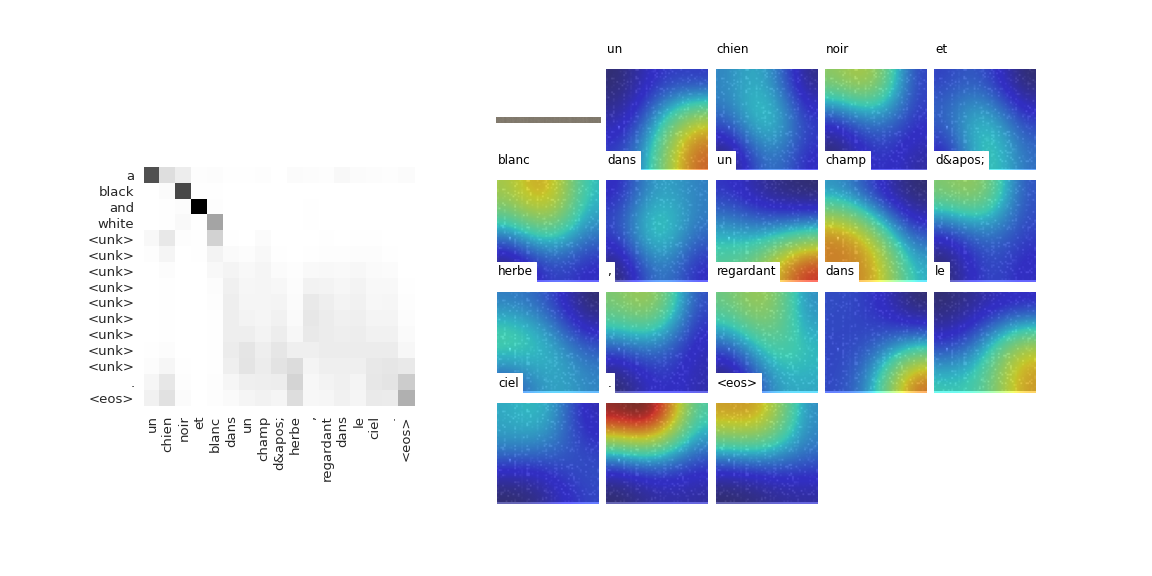 a
black
and
white
<unk>
<unk>
<unk>
<unk>
<unk>
<unk>
<unk>
<unk>
<unk>
.
<eos>
un
chien
noir
et
blanc
dans
un
champ
d&apos;
herbe
,
regardant
dans
le
ciel
.
<eos>
un chien noir et
blanc dans un champ d&apos;
herbe , regardant dans le
ciel . <eos>